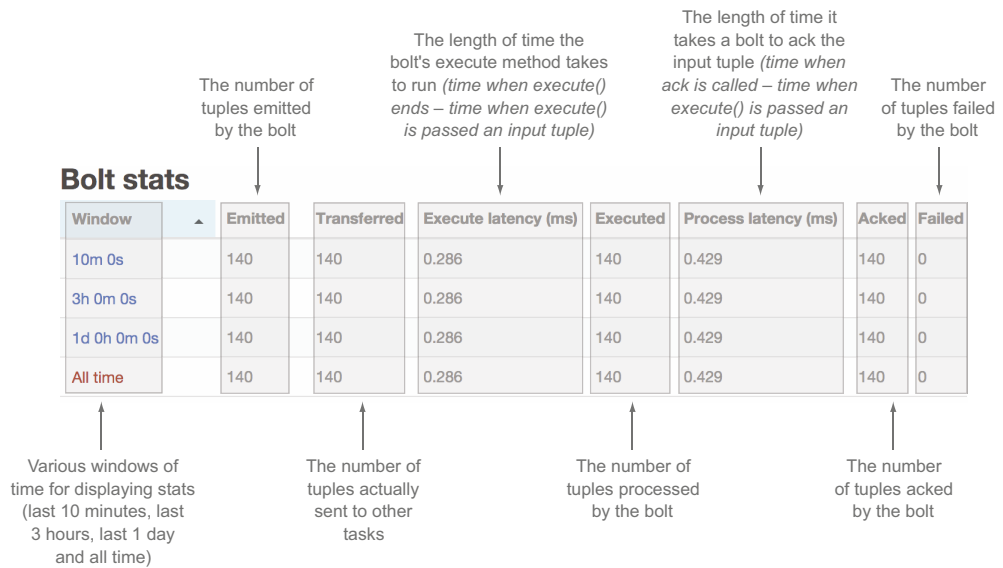 The number of
tuples emitted
by the bolt
The length of time the
bolt's execute method takes
to run (time when execute()
ends – time when execute()
is passed an input tuple)
The length of time it
takes a bolt to ack the
input tuple (time when
ack is called – time when
execute() is passed an
input tuple)
The number
of tuples failed
by the bolt
Bolt stats
Window Emitted Transferred Execute latency (ms) Executed Process latency (ms) Acked Failed
10m 0s 140 140 0.286 140 0.429 140 0
3h 0m 0s 140 140 0.286 140 0.429 140 0
1d 0h 0m 0s 140 140 0.286 140 0.429 140 0
All time 140 140 0.286 140 0.429 140 0
Various windows of
time for displaying stats
(last 10 minutes, last
3 hours, last 1 day
and all time)
The number of
tuples actually
sent to other
tasks
The number of
tuples processed
by the bolt
The number
of tuples acked
by the bolt